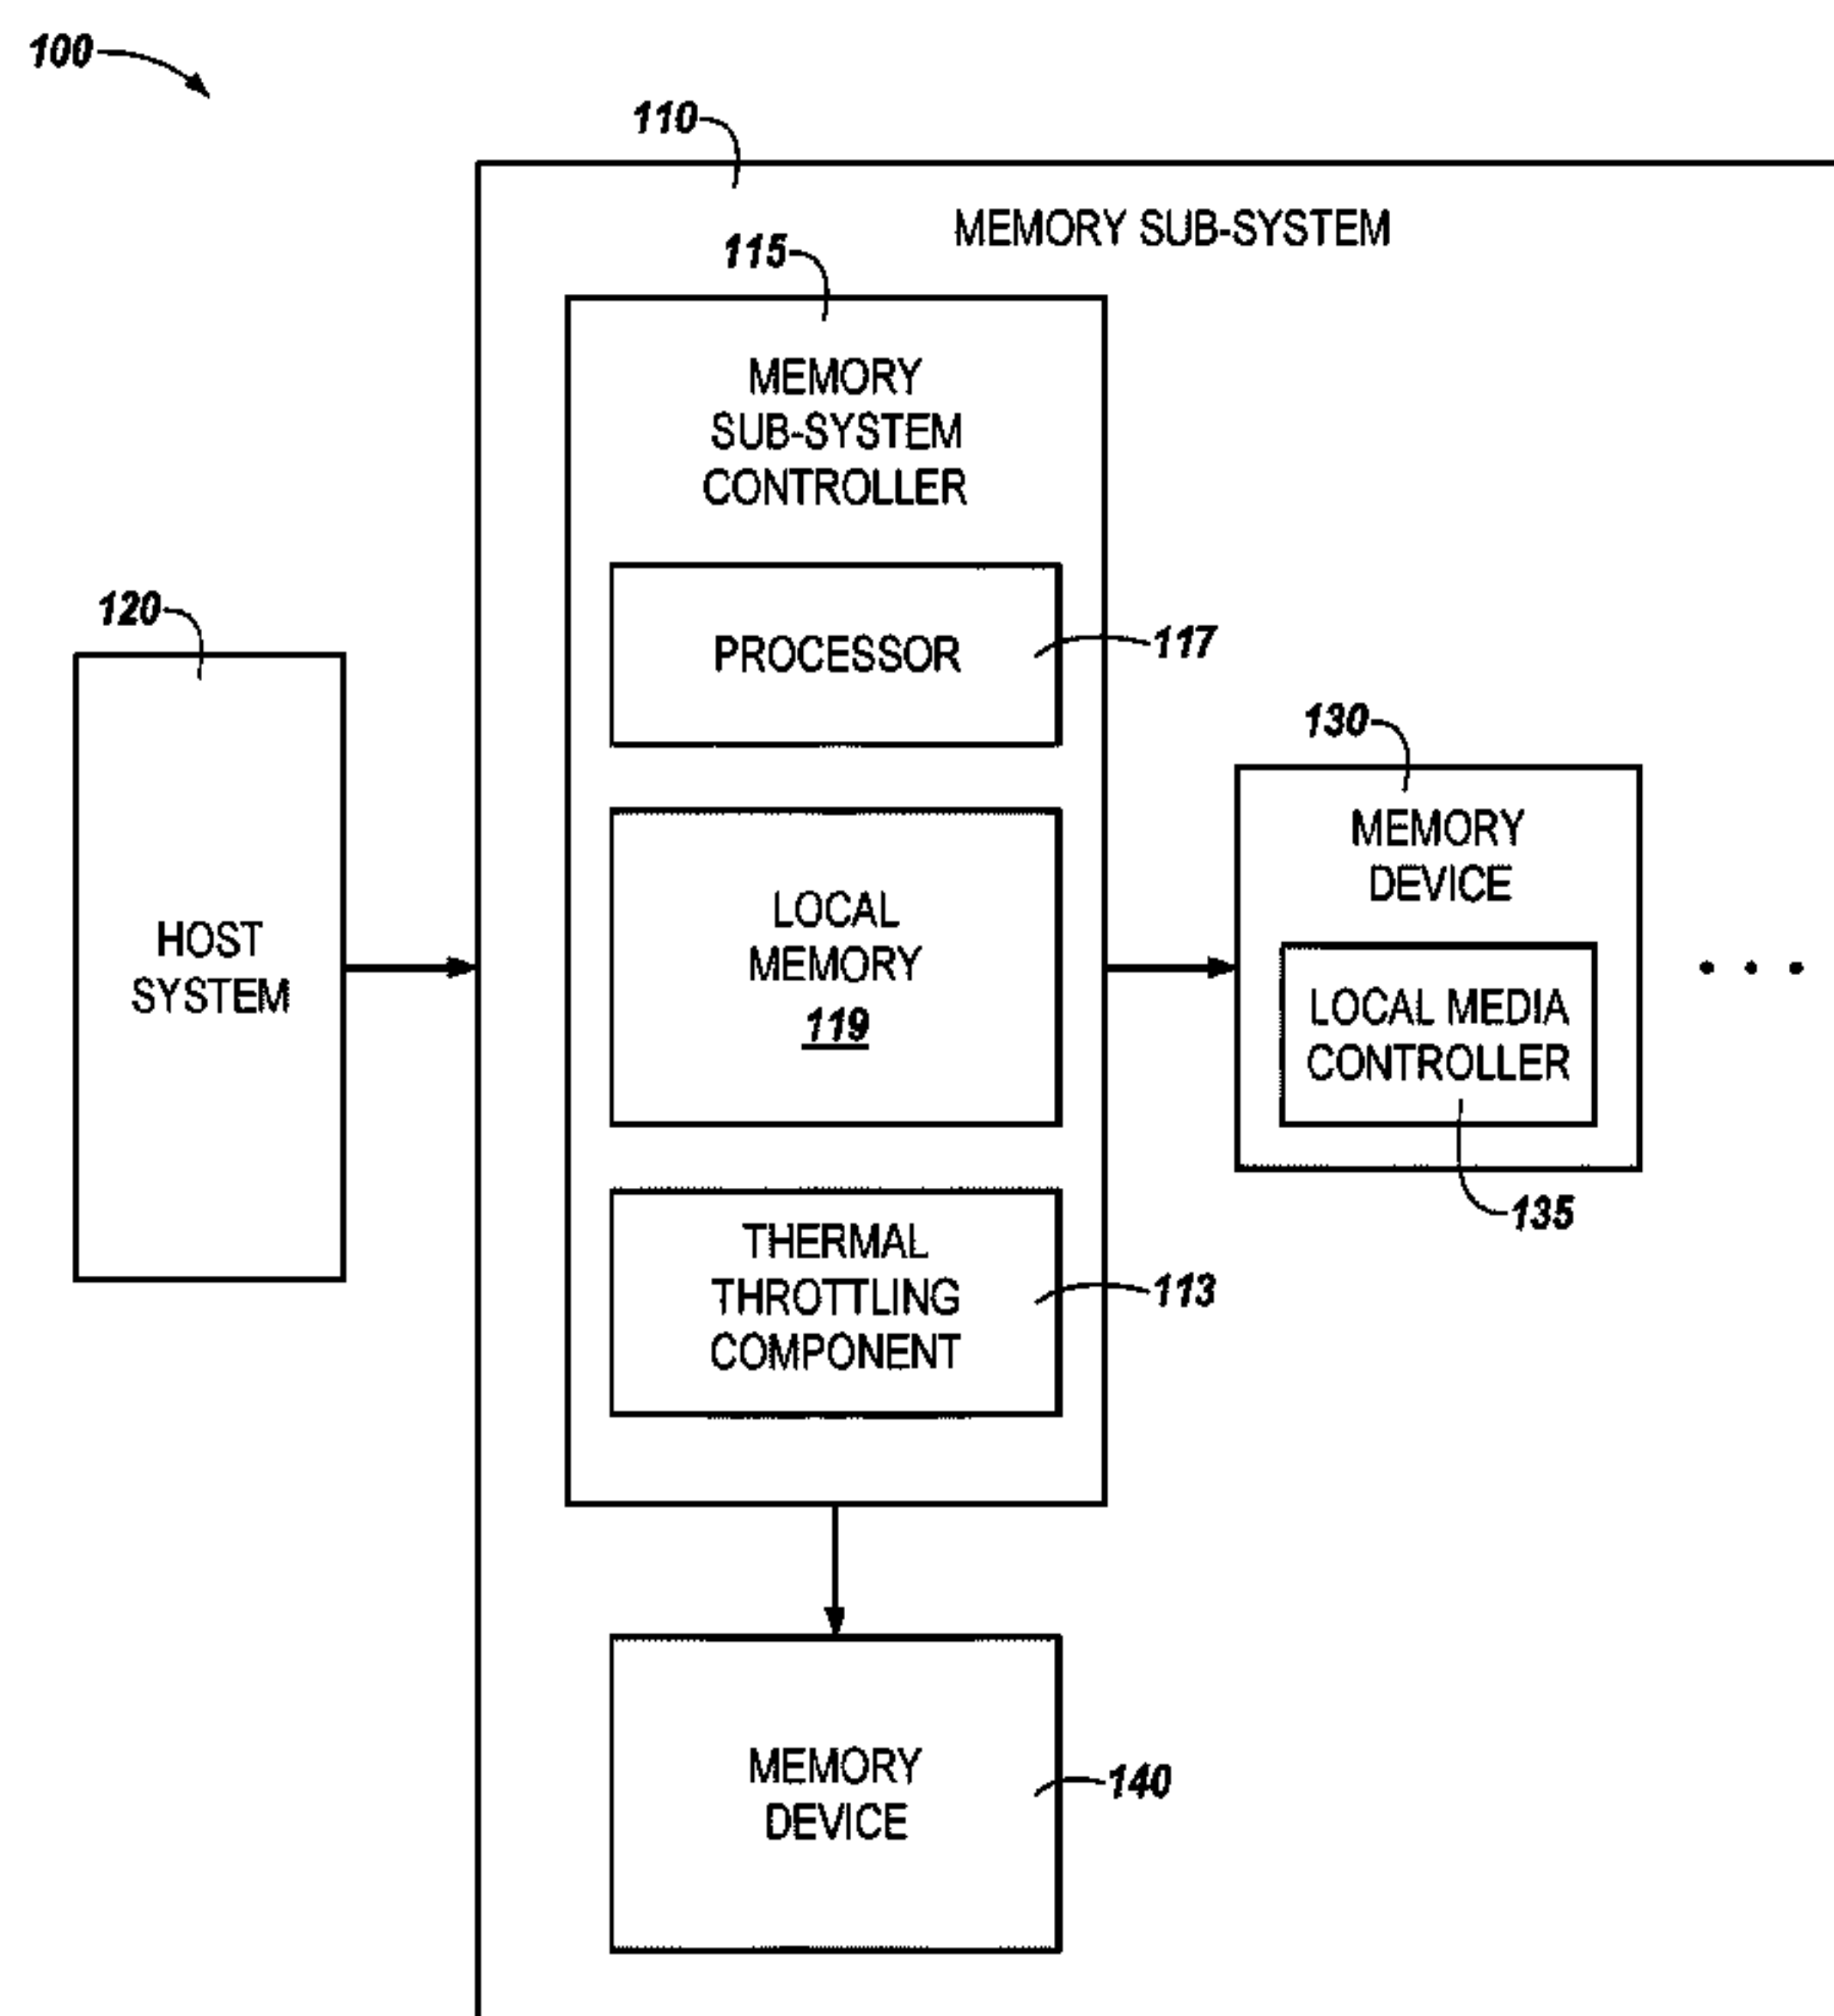 100
110
MEMORY SUB-SYSTEM
115
MEMORY
SUB-SYSTEM
CONTROLLER
120
PROCESSOR
117
130
MEMORY
DEVICE
LOCAL
MEMORY
119
HOST
SYSTEM
LOCAL MEDIA
CONTROLLER
135
THERMAL
THROTTLING
COMPONENT
113
MEMORY
DEVICE
140